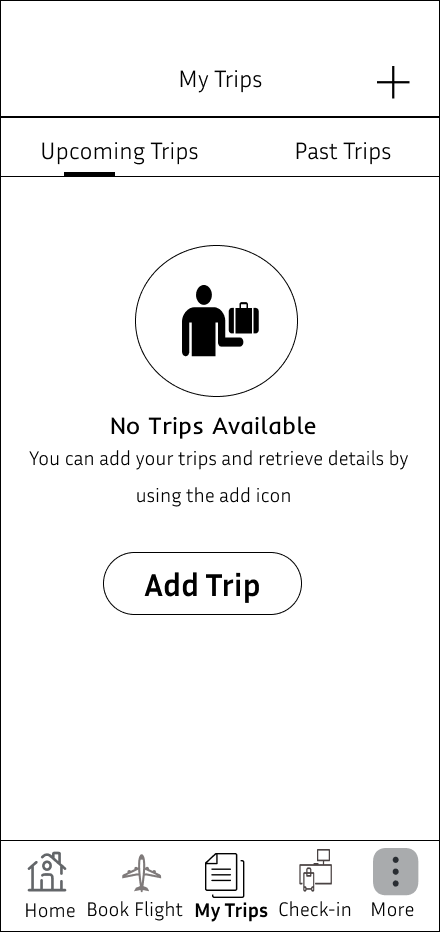 My Trips
Upcoming Trips Past Trips
No Trips Available
You can add your trips and retrieve details by
using the add icon
Add Trip
Home Book Flight My Trips Check-in More